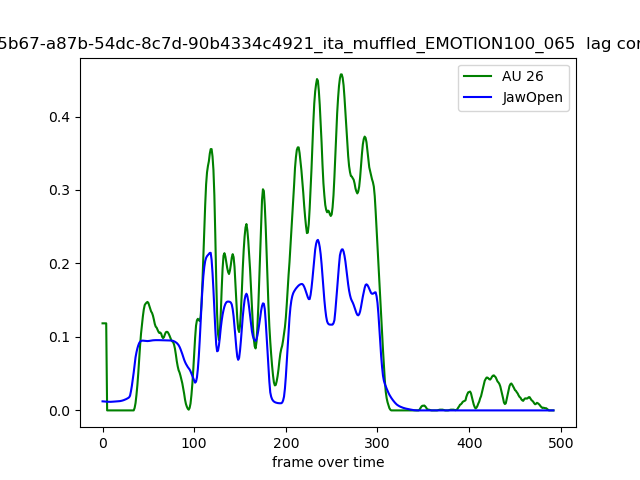 5b67-a87b-54dc-8c7d-90b4334c4921_ita_muffled_EMOTION100_065 lag cor
AU 26
JawOpen
0.4
0.3
0.2
0.1
0.0
0 100 200 300 400 500
frame over time